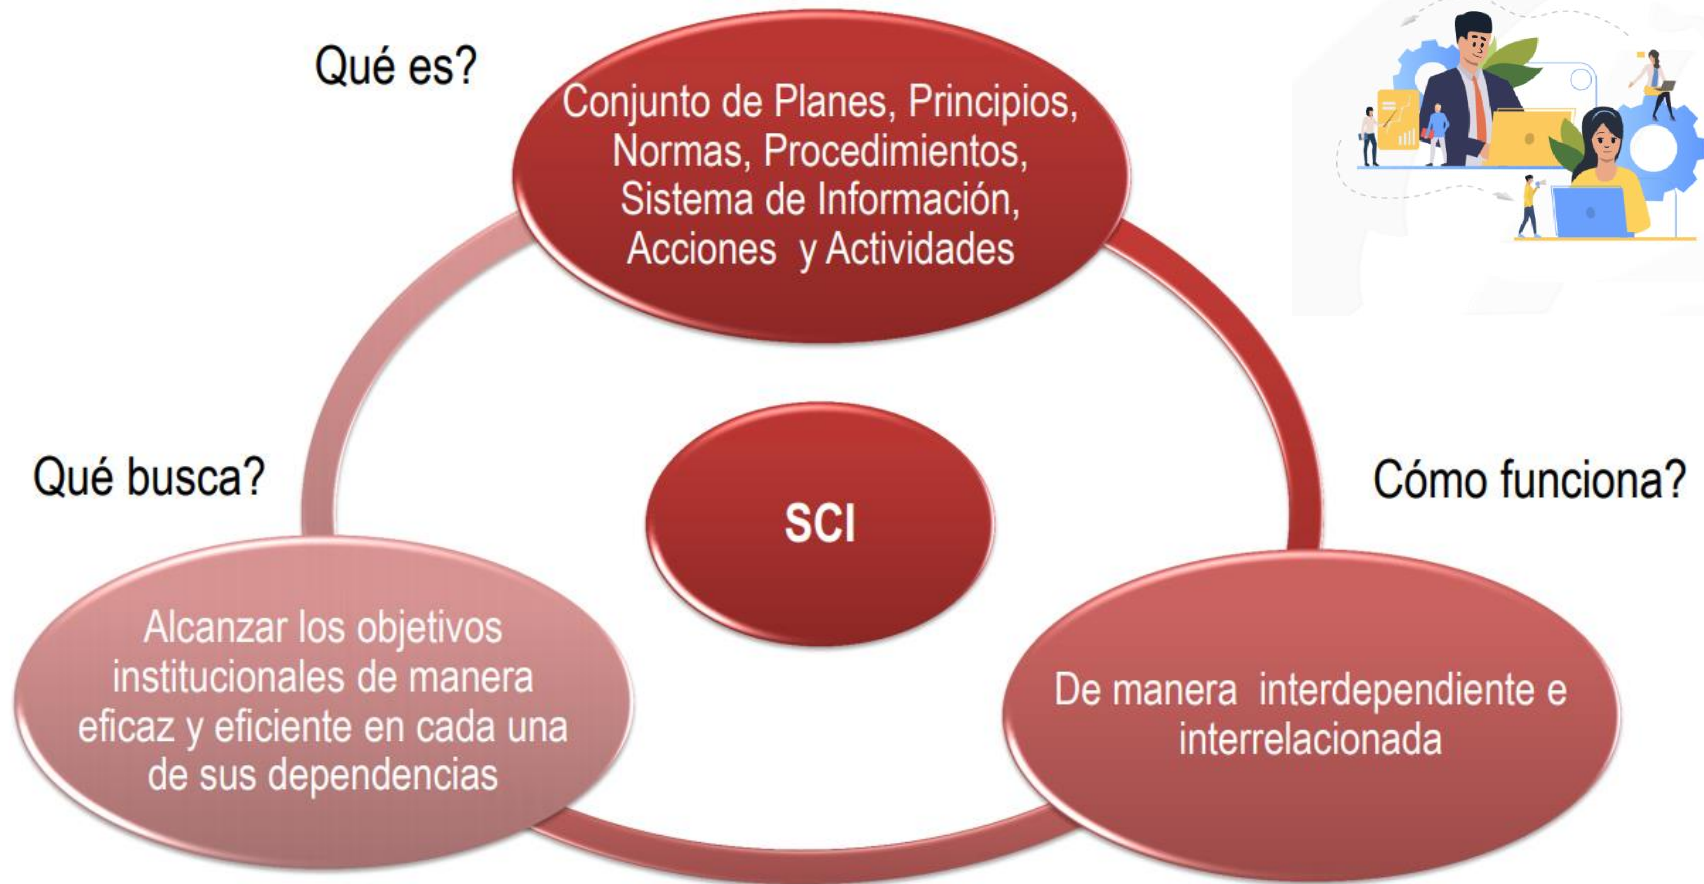 Qué es?
Conjunto de Planes, Principios,
Normas, Procedimientos,
Sistema de Información,
Acciones y Actividades
Qué busca?
SCI
Cómo funciona?
Alcanzar los objetivos
institucionales de manera
eficaz y eficiente en cada una
de sus dependencias
De manera interdependiente e
interrelacionada